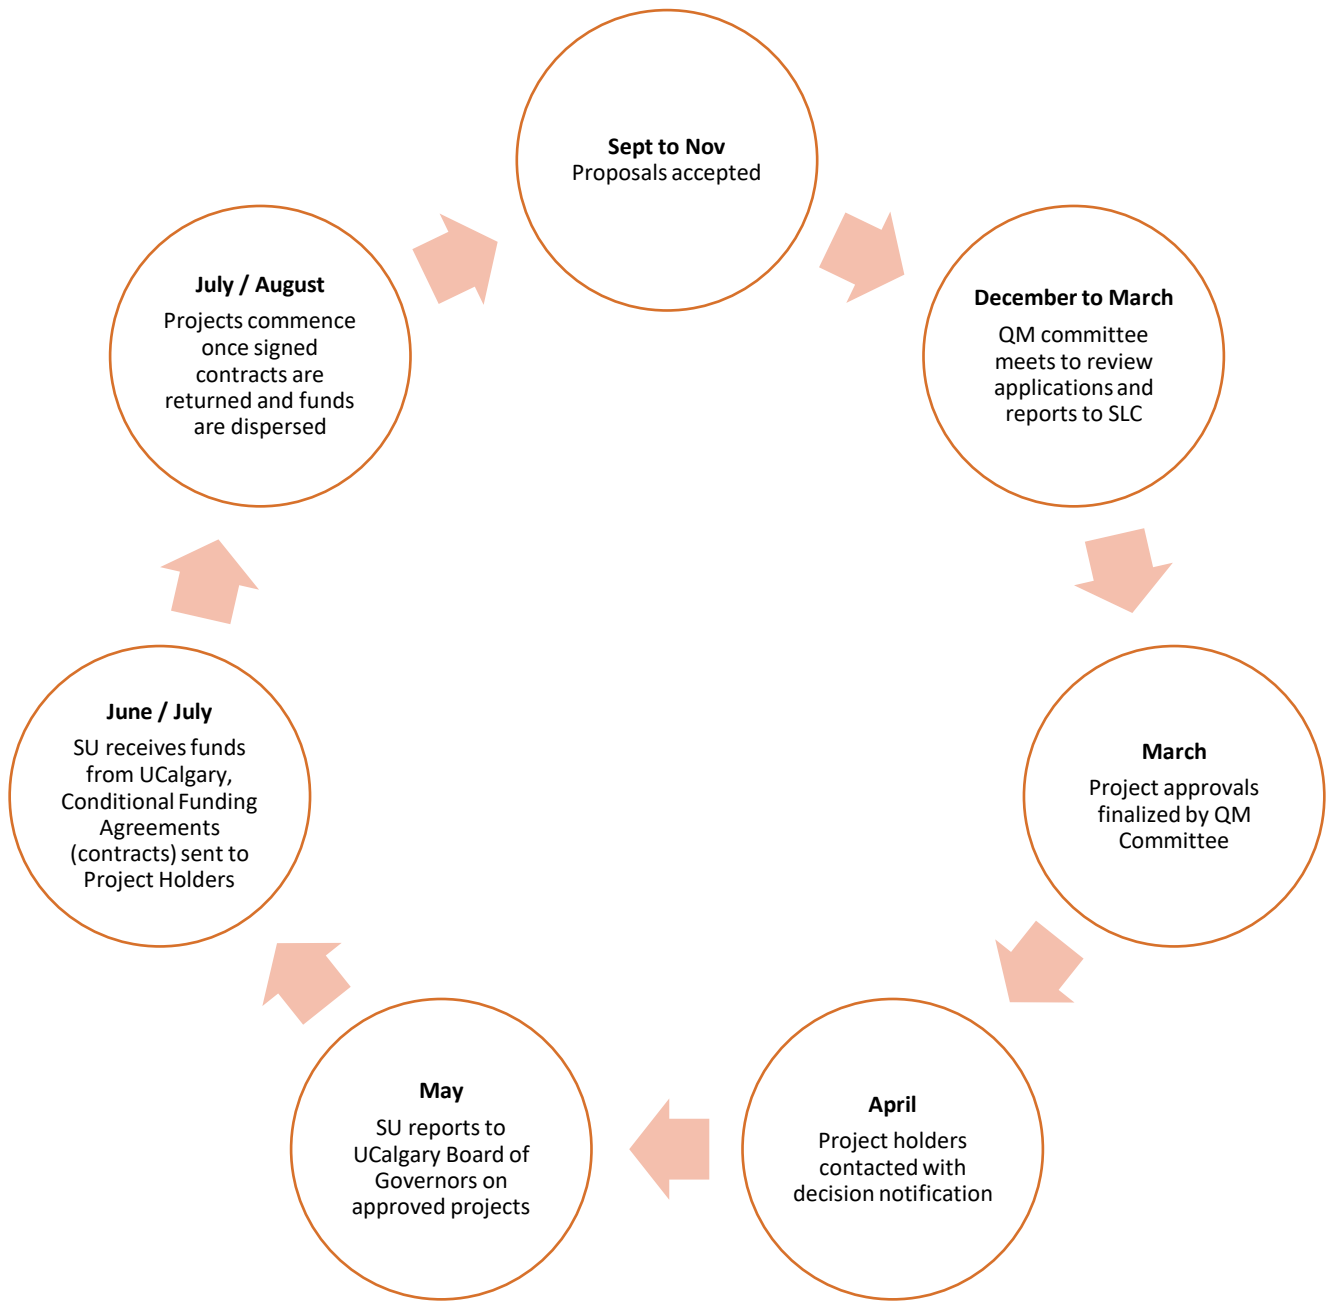 Sept to Nov
Proposals accepted
December to March
QM committee
meets to review
applications and
reports to SLC
March
Project approvals
finalized by QM
Committee
April
Project holders
contacted with
decision notification
May
SU reports to
UCalgary Board of
Governors on
approved projects
June / July
SU receives funds
from UCalgary,
Conditional Funding
Agreements
(contracts) sent to
Project Holders
July / August
Projects commence
once signed
contracts are
returned and funds
are dispersed